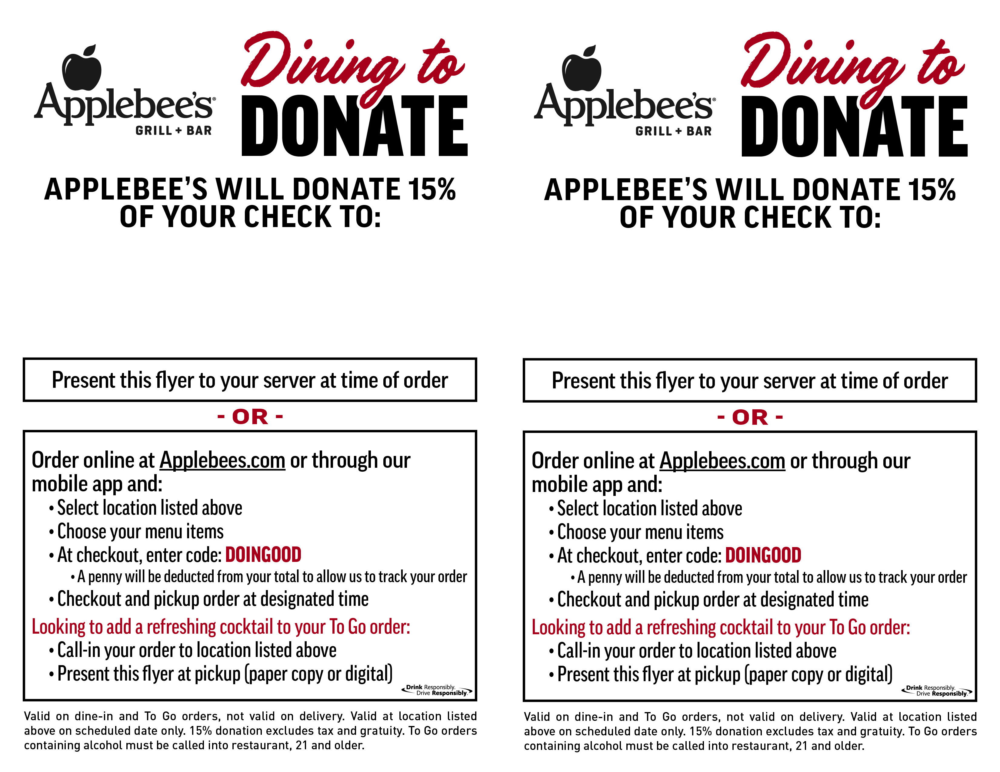 Applebee's®
GRILL + BAR
Dining to
DONATE
APPLEBEE'S WILL DONATE 15%
OF YOUR CHECK TO:
Present this flyer to your server at time of order
- OR -
Order online at Applebees.com or through our
mobile app and:
• Select location listed above
• Choose your menu items
• At checkout, enter code: DOINGOOD
• A penny will be deducted from your total to allow us to track your order
• Checkout and pickup order at designated time
Looking to add a refreshing cocktail to your To Go order:
• Call-in your order to location listed above
• Present this flyer at pickup (paper copy or digital)
Drink Responsibly.
Drive Responsibly.
Valid on dine-in and To Go orders, not valid on delivery. Valid at location listed
above on scheduled date only. 15% donation excludes tax and gratuity. To Go orders
containing alcohol must be called into restaurant, 21 and older.
Applebee's®
GRILL + BAR
Dining to
DONATE
APPLEBEE'S WILL DONATE 15%
OF YOUR CHECK TO:
Present this flyer to your server at time of order
- OR -
Order online at Applebees.com or through our
mobile app and:
• Select location listed above
• Choose your menu items
• At checkout, enter code: DOINGOOD
• A penny will be deducted from your total to allow us to track your order
• Checkout and pickup order at designated time
Looking to add a refreshing cocktail to your To Go order:
• Call-in your order to location listed above
• Present this flyer at pickup (paper copy or digital)
Drink Responsibly.
Drive Responsibly.
Valid on dine-in and To Go orders, not valid on delivery. Valid at location listed
above on scheduled date only. 15% donation excludes tax and gratuity. To Go orders
containing alcohol must be called into restaurant, 21 and older.